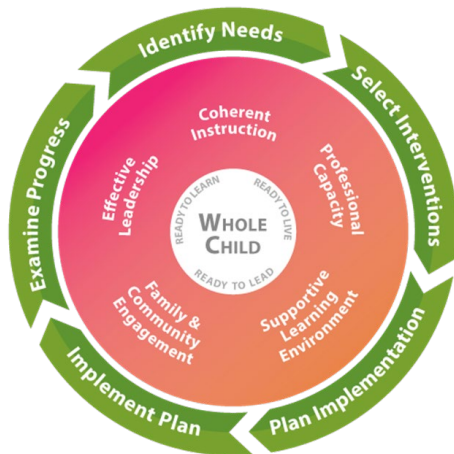 Identify Needs
Select Interventions
Plan Implementation
Implement Plan
Examine Progress
Coherent
Instruction
Professional
Capacity
Supportive
Learning
Environment
Family &
Community
Engagement
Effective
Leadership
READY TO LEARN
READY TO LIVE
READY TO LEAD
WHOLE
CHILD